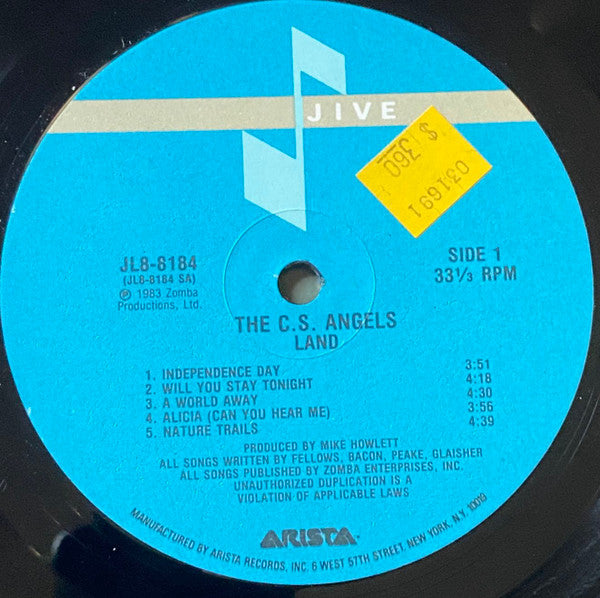 JIVE
$1360
031691
JL8-8184
(JL8-8184 SA)
℗ 1983 Zomba
Productions, Ltd.
SIDE 1
33⅓ RPM
THE C.S. ANGELS
LAND
1. INDEPENDENCE DAY 3:51
2. WILL YOU STAY TONIGHT 4:18
3. A WORLD AWAY 4:30
4. ALICIA (CAN YOU HEAR ME) 3:56
5. NATURE TRAILS 4:39
PRODUCED BY MIKE HOWLETT
ALL SONGS WRITTEN BY FELLOWS, BACON, PEAKE, GLAISHER
ALL SONGS PUBLISHED BY ZOMBA ENTERPRISES, INC.
UNAUTHORIZED DUPLICATION IS A
VIOLATION OF APPLICABLE LAWS
ARISTA
MANUFACTURED BY ARISTA RECORDS, INC. 6 WEST 57TH STREET, NEW YORK, N.Y. 10019